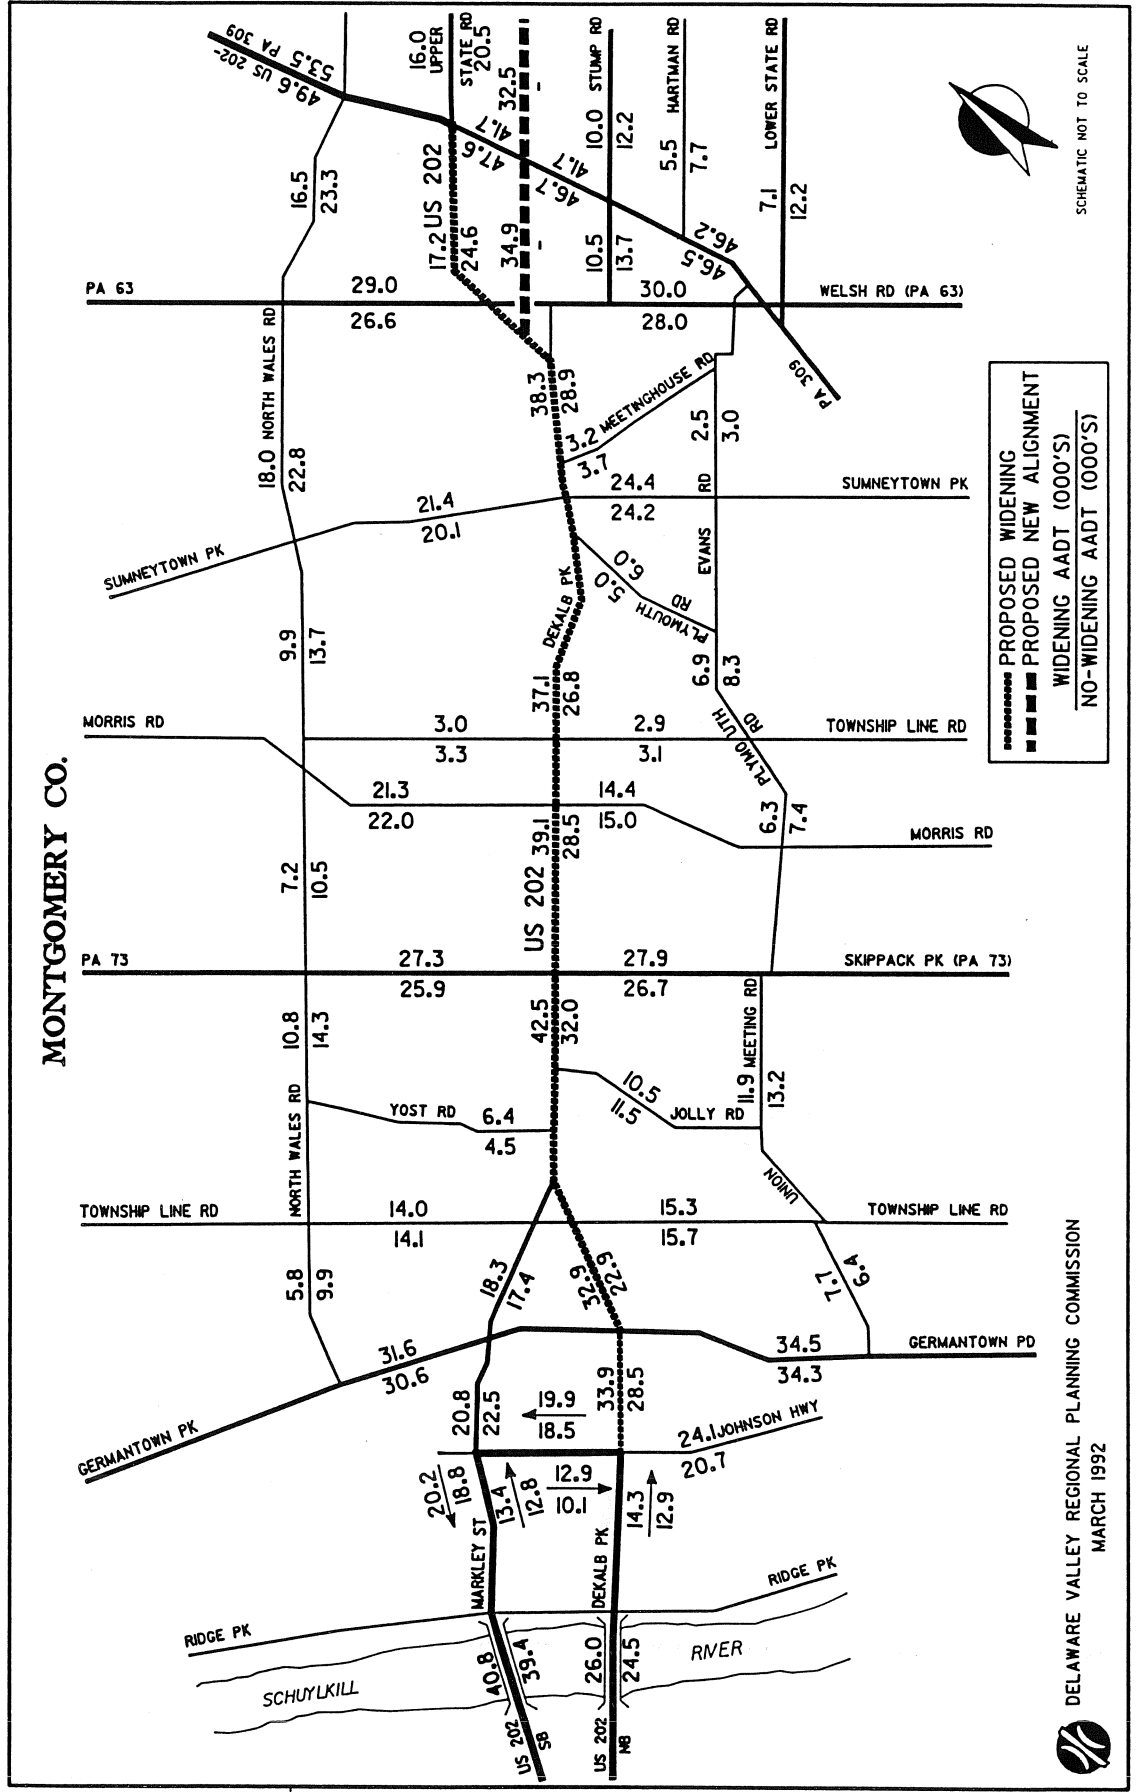 MONTGOMERY CO.
49.6 US 202-
53.5 PA 309
16.0
UPPER
STATE RD
20.5
32.5
-
STUMP RD
10.0
12.2
HARTMAN RD
5.5
7.7
LOWER STATE RD
7.1
12.2
SCHEMATIC NOT TO SCALE
41.7
47.6
41.7
46.7
46.2
46.5
16.5
23.3
US 202
17.2
24.6
34.9
-
10.5
13.7
PA 63
29.0
26.6
30.0
28.0
WELSH RD (PA 63)
PA 309
18.0 NORTH WALES RD
22.8
38.3
28.9
3.2 MEETINGHOUSE RD
3.7
2.5
3.0
EVANS RD
SUMNEYTOWN PK
21.4
20.1
24.4
24.2
SUMNEYTOWN PK
PROPOSED WIDENING
PROPOSED NEW ALIGNMENT
WIDENING AADT (000'S)
NO-WIDENING AADT (000'S)
DEKALB PK
6.0
5.0
PLYMOUTH
RD
9.9
13.7
37.1
26.8
6.9
8.3
MORRIS RD
3.0
3.3
2.9
3.1
PLYMOUTH
RD
TOWNSHIP LINE RD
21.3
22.0
14.4
15.0
6.3
7.4
MORRIS RD
7.2
10.5
US 202
39.1
28.5
PA 73
27.3
25.9
27.9
26.7
SKIPPACK PK (PA 73)
10.8
14.3
42.5
32.0
11.9 MEETING RD
13.2
NORTH WALES RD
YOST RD
6.4
4.5
10.5
11.5
JOLLY RD
UNION
TOWNSHIP LINE RD
14.0
14.1
15.3
15.7
TOWNSHIP LINE RD
5.8
9.9
18.3
17.4
22.9
32.9
7.7
6.4
31.6
30.6
34.5
34.3
GERMANTOWN PD
GERMANTOWN PK
20.8
22.5
19.9
18.5
33.9
28.5
24.1 JOHNSON HWY
20.7
20.2
18.8
13.4
12.8
12.9
10.1
14.3
12.9
MARKLEY ST
DEKALB PK
RIDGE PK
RIDGE PK
SCHUYLKILL
RIVER
40.8
39.4
26.0
24.5
US 202
SB
US 202
NB
DELAWARE VALLEY REGIONAL PLANNING COMMISSION
MARCH 1992